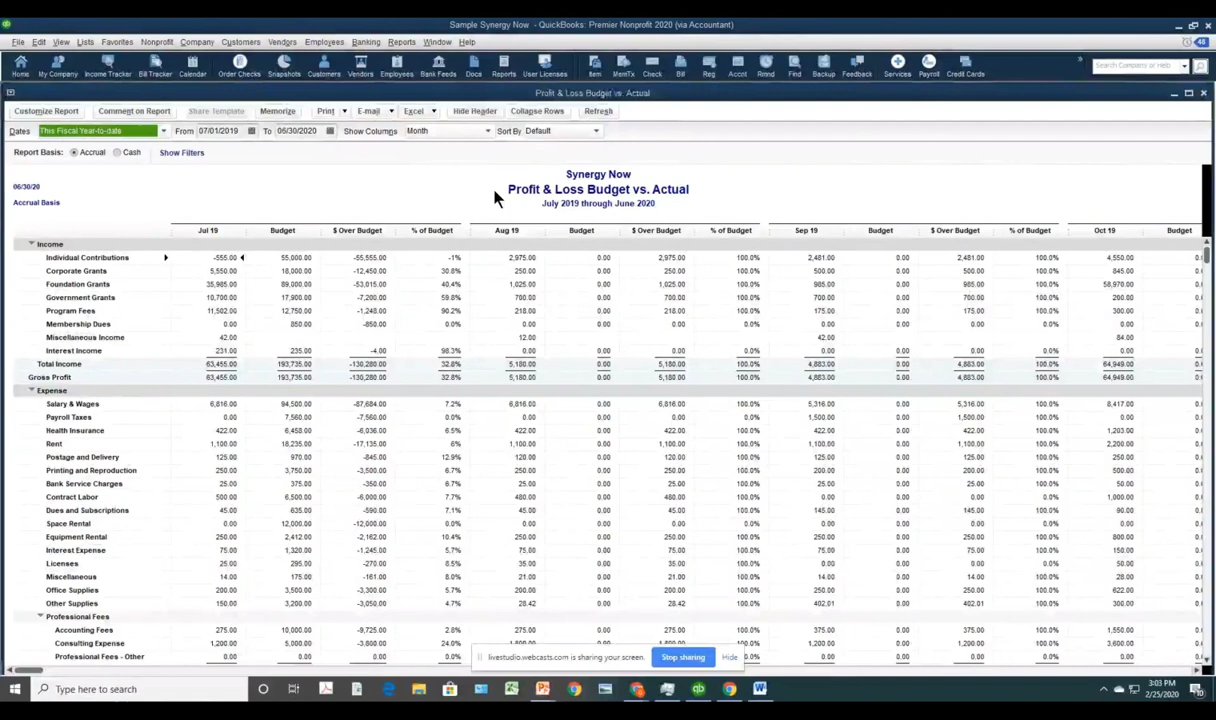 Sample Synergy Now - QuickBooks: Premier Nonprofit 2020 (via Accountant)
File Edit View Lists Favorites Nonprofit Company Customers Vendors Employees Banking Reports Window Help 48
Home My Company Income Tracker Bill Tracker Calendar Order Checks Snapshots Customers Vendors Employees Bank Feeds Docs Reports User Licenses Item MemTx Check Bill Reg Accnt Rmnd Find Backup Feedback Services Payroll Credit Cards Search Company or Help
Profit & Loss Budget vs. Actual
Customize Report Comment on Report Share Template Memorize Print E-mail Excel Hide Header Collapse Rows Refresh
Dates This Fiscal Year-to-date From 07/01/2019 To 06/30/2020 Show Columns Month Sort By Default
Report Basis: Accrual Cash Show Filters
Synergy Now
06/30/20 Profit & Loss Budget vs. Actual
Accrual Basis July 2019 through June 2020
Jul 19 Budget $ Over Budget % of Budget Aug 19 Budget $ Over Budget % of Budget Sep 19 Budget $ Over Budget % of Budget Oct 19 Budget
Income
Individual Contributions -555.00 55,000.00 -55,555.00 -1% 2,975.00 0.00 2,975.00 100.0% 2,481.00 0.00 2,481.00 100.0% 4,550.00 0.
Corporate Grants 5,550.00 18,000.00 -12,450.00 30.8% 250.00 0.00 250.00 100.0% 500.00 0.00 500.00 100.0% 845.00 0.
Foundation Grants 35,985.00 89,000.00 -53,015.00 40.4% 1,025.00 0.00 1,025.00 100.0% 985.00 0.00 985.00 100.0% 58,970.00 0.
Government Grants 10,700.00 17,900.00 -7,200.00 59.8% 700.00 0.00 700.00 100.0% 700.00 0.00 700.00 100.0% 200.00 0.
Program Fees 11,502.00 12,750.00 -1,248.00 90.2% 218.00 0.00 218.00 100.0% 175.00 0.00 175.00 100.0% 300.00 0.
Membership Dues 0.00 850.00 -850.00 0.0% 0.00 0.00 0.00 0.0% 0.00 0.00 0.00 0.0% 0.00 0.
Miscellaneous Income 42.00 12.00 42.00 84.00
Interest Income 231.00 235.00 -4.00 98.3% 0.00 0.00 0.00 0.0% 0.00 0.00 0.00 0.0% 0.00 0.
Total Income 63,455.00 193,735.00 -130,280.00 32.8% 5,180.00 0.00 5,180.00 100.0% 4,883.00 0.00 4,883.00 100.0% 64,949.00 0.
Gross Profit 63,455.00 193,735.00 -130,280.00 32.8% 5,180.00 0.00 5,180.00 100.0% 4,883.00 0.00 4,883.00 100.0% 64,949.00 0.
Expense
Salary & Wages 6,816.00 94,500.00 -87,684.00 7.2% 6,816.00 0.00 6,816.00 100.0% 5,316.00 0.00 5,316.00 100.0% 8,417.00 0.
Payroll Taxes 0.00 7,560.00 -7,560.00 0.0% 0.00 0.00 0.00 0.0% 1,500.00 0.00 1,500.00 100.0% 0.00 0.
Health Insurance 422.00 6,458.00 -6,036.00 6.5% 422.00 0.00 422.00 100.0% 422.00 0.00 422.00 100.0% 1,203.00 0.
Rent 1,100.00 18,235.00 -17,135.00 6% 1,100.00 0.00 1,100.00 100.0% 1,100.00 0.00 1,100.00 100.0% 2,200.00 0.
Postage and Delivery 125.00 970.00 -845.00 12.9% 120.00 0.00 120.00 100.0% 120.00 0.00 120.00 100.0% 250.00 0.
Printing and Reproduction 250.00 3,750.00 -3,500.00 6.7% 250.00 0.00 250.00 100.0% 200.00 0.00 200.00 100.0% 500.00 0.
Bank Service Charges 25.00 375.00 -350.00 6.7% 25.00 0.00 25.00 100.0% 25.00 0.00 25.00 100.0% 50.00 0.
Contract Labor 500.00 6,500.00 -6,000.00 7.7% 480.00 0.00 480.00 100.0% 0.00 0.00 0.00 0.0% 1,000.00 0.
Dues and Subscriptions 45.00 635.00 -590.00 7.1% 45.00 0.00 45.00 100.0% 145.00 0.00 145.00 100.0% 90.00 0.
Space Rental 0.00 12,000.00 -12,000.00 0.0% 0.00 0.00 0.00 0.0% 0.00 0.00 0.00 0.0% 0.00 0.
Equipment Rental 250.00 2,412.00 -2,162.00 10.4% 250.00 0.00 250.00 100.0% 250.00 0.00 250.00 100.0% 800.00 0.
Interest Expense 75.00 1,320.00 -1,245.00 5.7% 75.00 0.00 75.00 100.0% 75.00 0.00 75.00 100.0% 150.00 0.
Licenses 25.00 295.00 -270.00 8.5% 35.00 0.00 35.00 100.0% 0.00 0.00 0.00 0.0% 25.00 0.
Miscellaneous 14.00 175.00 -161.00 8.0% 21.00 0.00 21.00 100.0% 14.00 0.00 14.00 100.0% 28.00 0.
Office Supplies 200.00 3,500.00 -3,300.00 5.7% 200.00 0.00 200.00 100.0% 200.00 0.00 200.00 100.0% 622.00 0.
Other Supplies 150.00 3,200.00 -3,050.00 4.7% 28.42 0.00 28.42 100.0% 402.01 0.00 402.01 100.0% 300.00 0.
Professional Fees
Accounting Fees 275.00 10,000.00 -9,725.00 2.8% 275.00 0.00 275.00 100.0% 375.00 0.00 375.00 100.0% 1,550.00 0.
Consulting Expense 1,200.00 5,000.00 -3,800.00 24.0% 0.00 0.00 0.0% 3,600.00 0.
Professional Fees - Other 0.00 0.00 0.00 0.0% 0.00 0.00 0.00 0.0% 0.00 0.
livestudio.webcasts.com is sharing your screen. Stop sharing Hide
Type here to search 3:03 PM
2/25/2020